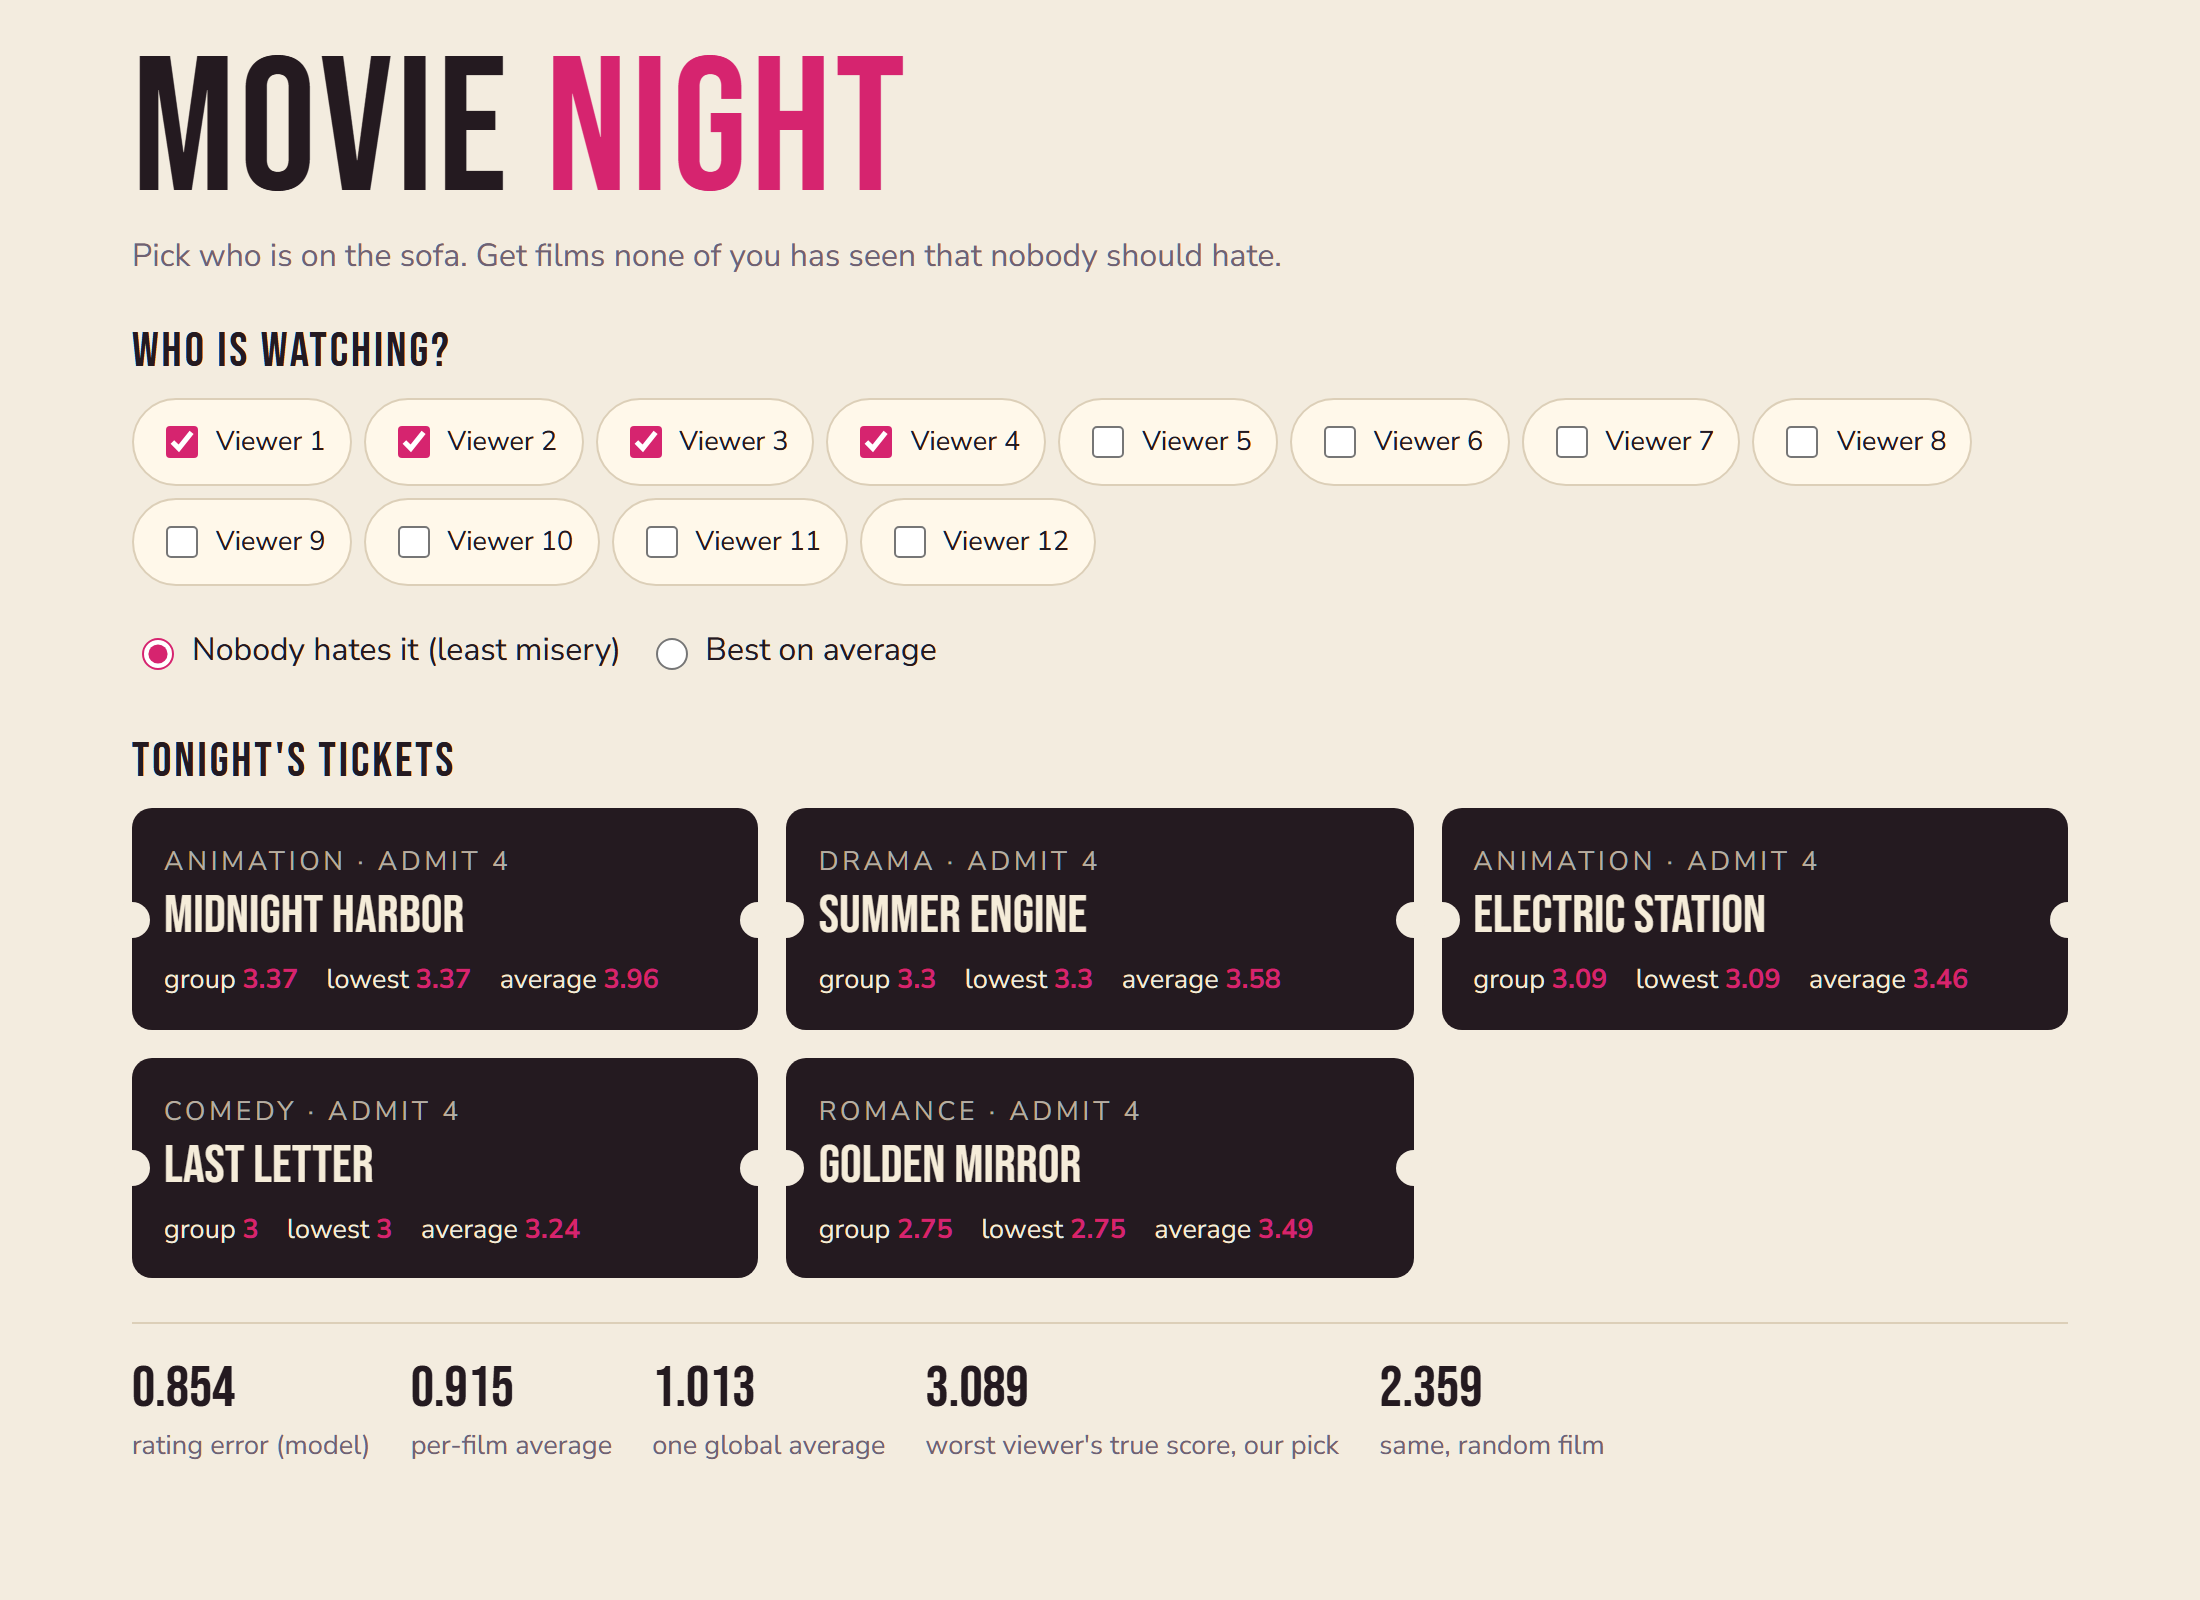 MOVIE NIGHT
Pick who is on the sofa. Get films none of you has seen that nobody should hate.
WHO IS WATCHING?
Viewer 1 Viewer 2 Viewer 3 Viewer 4 Viewer 5 Viewer 6 Viewer 7 Viewer 8
Viewer 9 Viewer 10 Viewer 11 Viewer 12
Nobody hates it (least misery) Best on average
TONIGHT'S TICKETS
ANIMATION · ADMIT 4
MIDNIGHT HARBOR
group 3.37 lowest 3.37 average 3.96
DRAMA · ADMIT 4
SUMMER ENGINE
group 3.3 lowest 3.3 average 3.58
ANIMATION · ADMIT 4
ELECTRIC STATION
group 3.09 lowest 3.09 average 3.46
COMEDY · ADMIT 4
LAST LETTER
group 3 lowest 3 average 3.24
ROMANCE · ADMIT 4
GOLDEN MIRROR
group 2.75 lowest 2.75 average 3.49
0.854
rating error (model)
0.915
per-film average
1.013
one global average
3.089
worst viewer's true score, our pick
2.359
same, random film